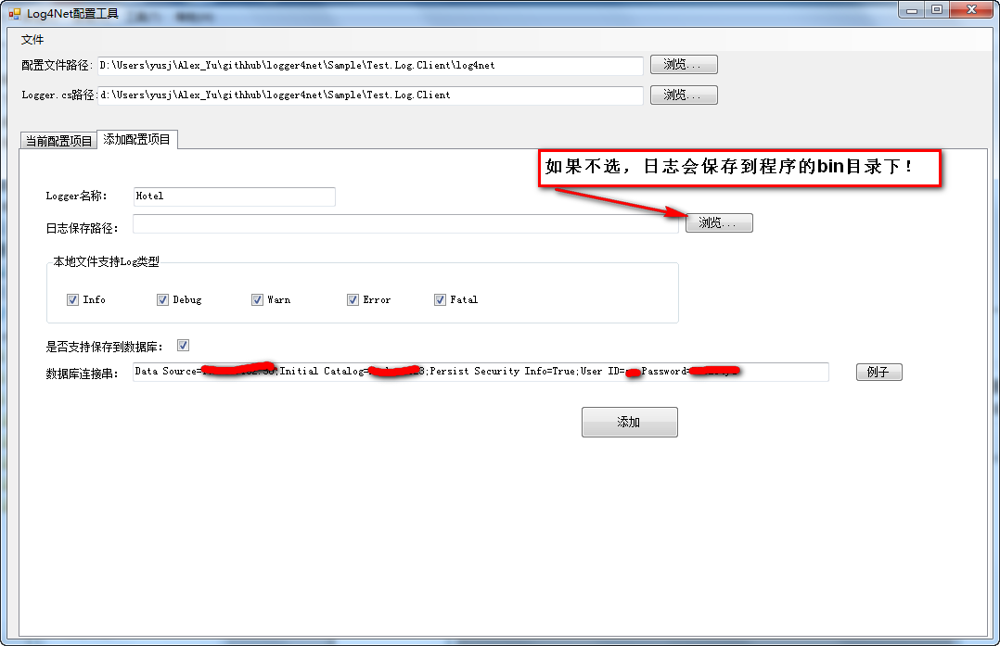 Log4Net配置工具
文件
配置文件路径: D:\Users\yusj\Alex_Yu\githhub\logger4net\Sample\Test.Log.Client\log4net 浏览...
Logger.cs路径: d:\Users\yusj\Alex_Yu\githhub\logger4net\Sample\Test.Log.Client 浏览...
当前配置项目 添加配置项目
如果不选，日志会保存到程序的bin目录下！
Logger名称: Hotel
日志保存路径: 浏览...
本地文件支持Log类型
Info Debug Warn Error Fatal
是否支持保存到数据库:
数据库连接串: Data Source= ;Initial Catalog= 3;Persist Security Info=True;User ID= Password= 例子
添加